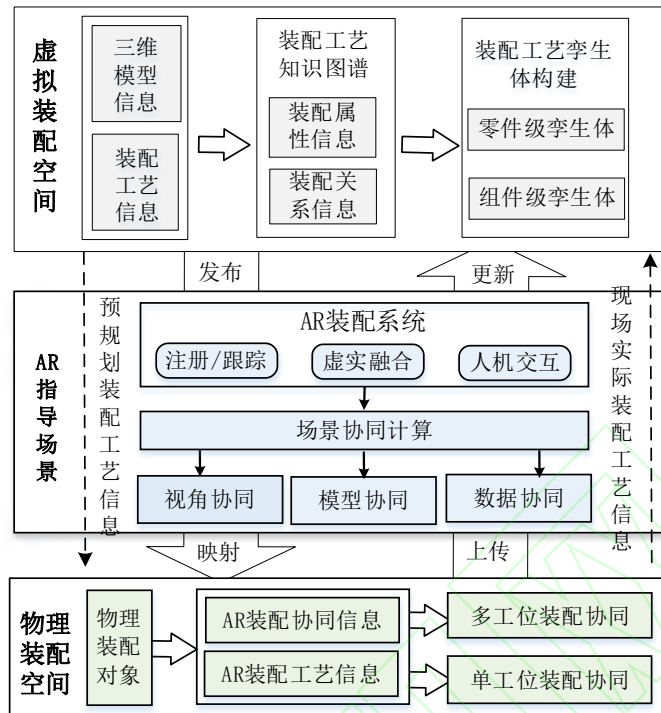 虚拟装配空间
三维
模型
信息
装配
工艺
信息
装配工艺
知识图谱
装配属
性信息
装配关
系信息
装配工艺孪生
体构建
零件级孪生体
组件级孪生体
发布
更新
预规划装配工艺信息
现场实际装配工艺信息
AR
指导场景
AR装配系统
注册/跟踪
虚实融合
人机交互
场景协同计算
视角协同
模型协同
数据协同
映射
上传
物理
装配
空间
物理
装配
对象
AR装配协同信息
AR装配工艺信息
多工位装配协同
单工位装配协同